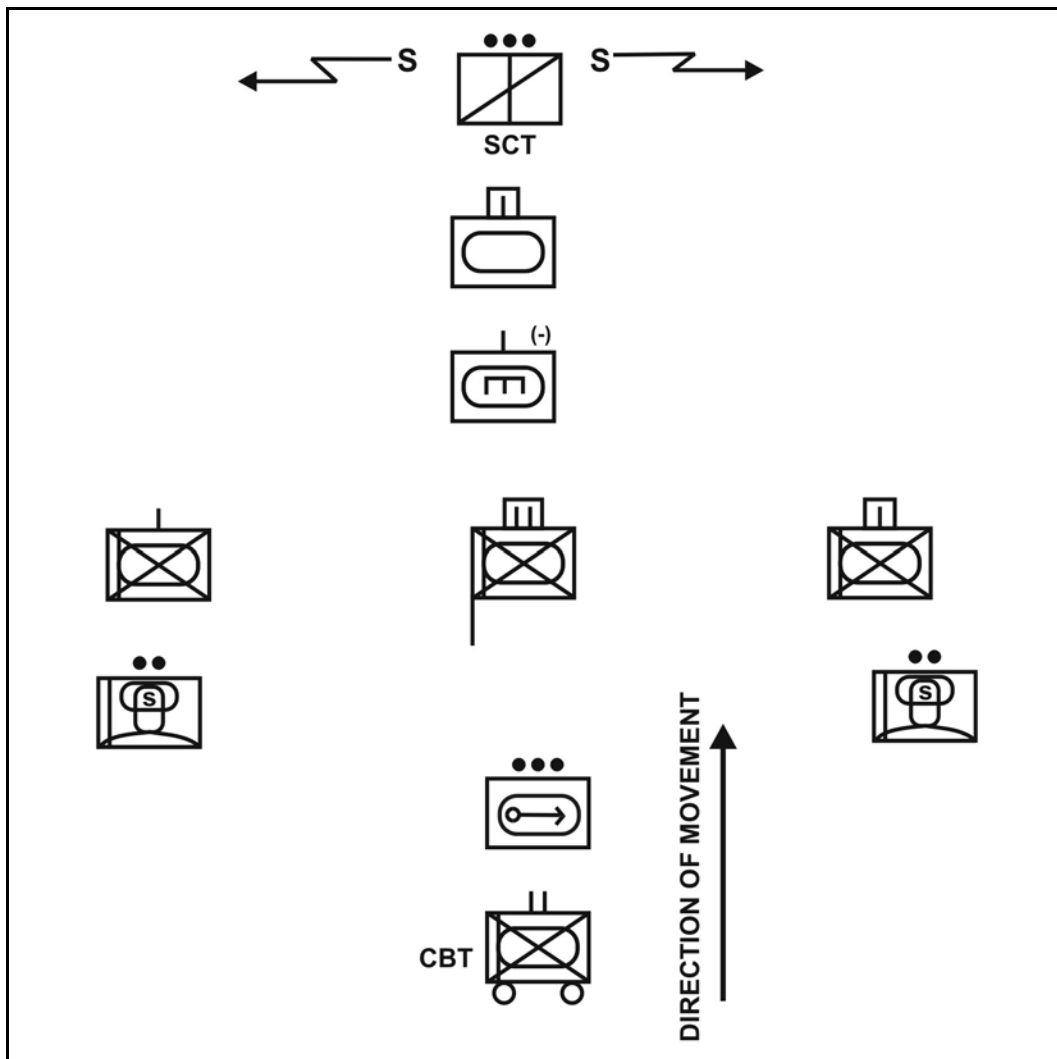 S S
SCT
(-)
S S
CBT
DIRECTION OF MOVEMENT